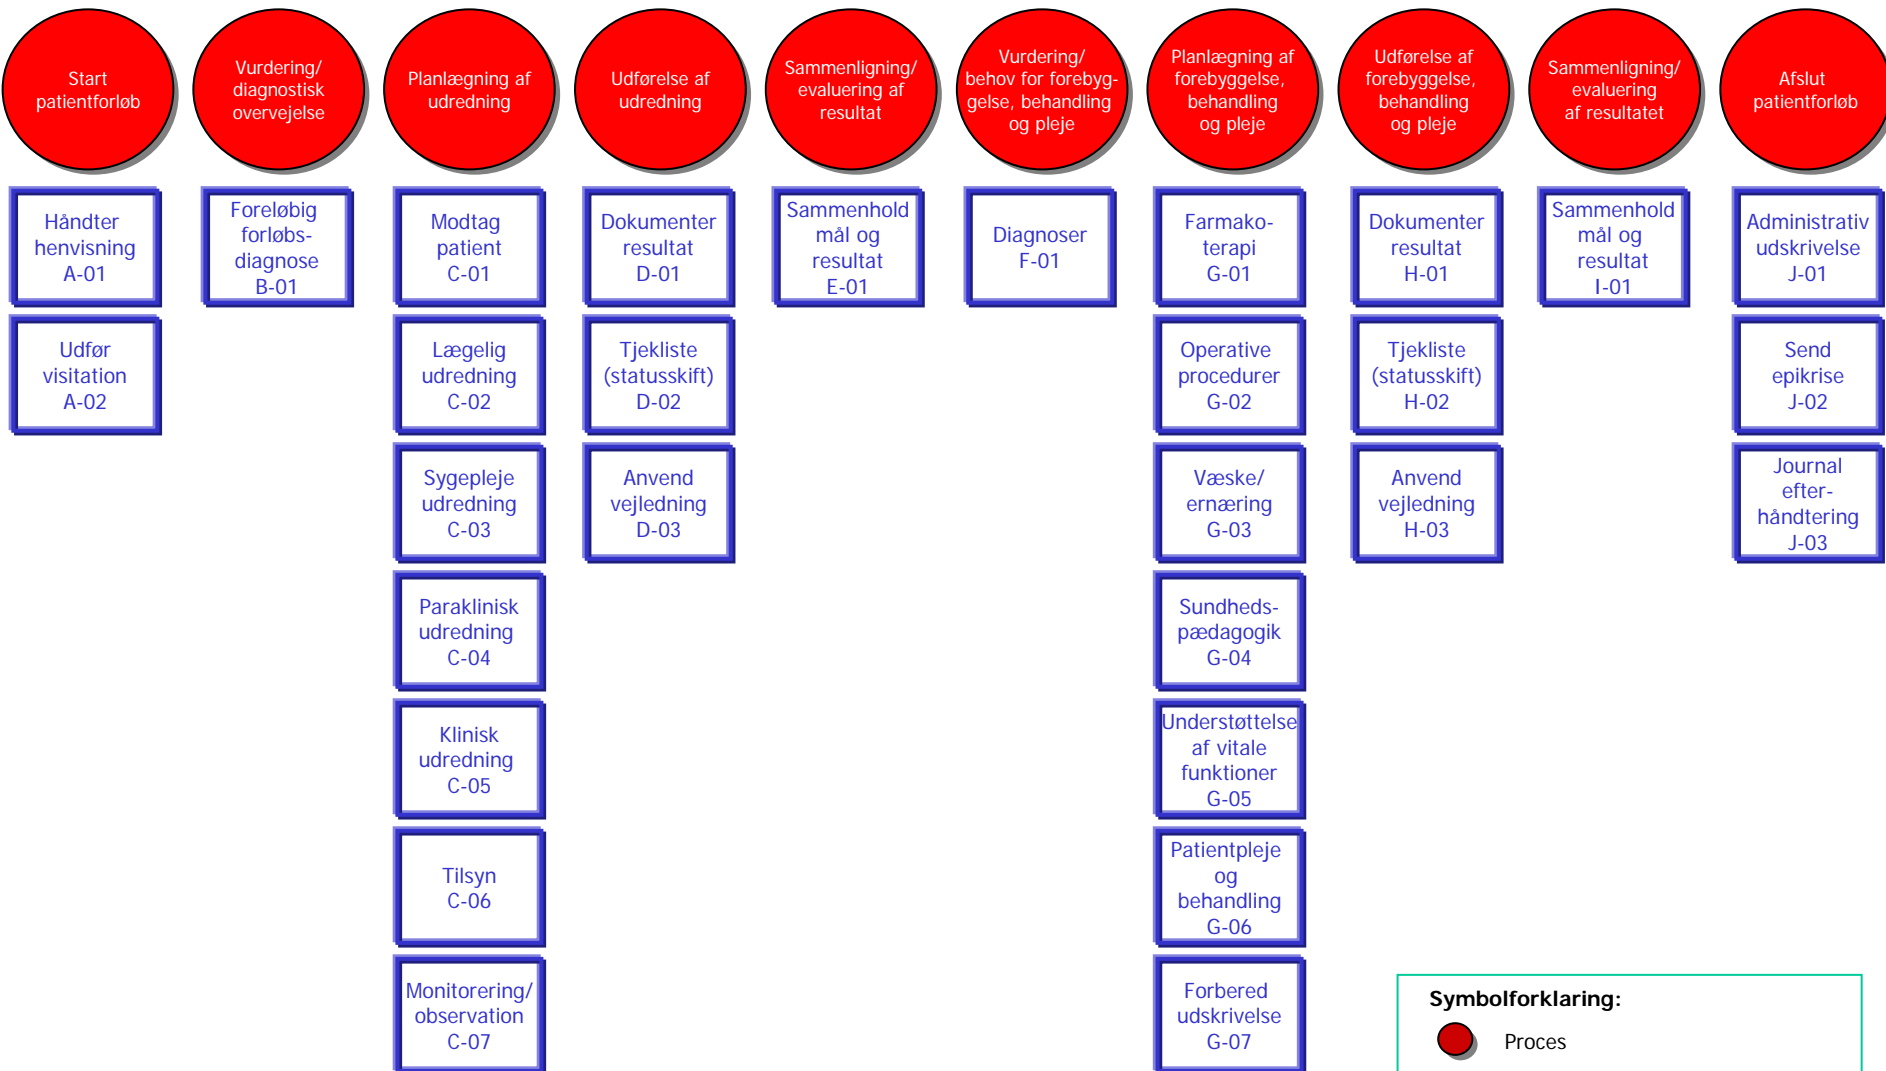 Start
patientforløb
Vurdering/
diagnostisk
overvejelse
Planlægning af
udredning
Udførelse af
udredning
Sammenligning/
evaluering af
resultat
Vurdering/
behov for forebyg-
gelse, behandling
og pleje
Planlægning af
forebyggelse,
behandling
og pleje
Udførelse af
forebyggelse,
behandling
og pleje
Sammenligning/
evaluering
af resultatet
Afslut
patientforløb
Håndter
henvisning
A-01
Udfør
visitation
A-02
Foreløbig
forløbs-
diagnose
B-01
Modtag
patient
C-01
Lægelig
udredning
C-02
Sygepleje
udredning
C-03
Paraklinisk
udredning
C-04
Klinisk
udredning
C-05
Tilsyn
C-06
Monitorering/
observation
C-07
Dokumenter
resultat
D-01
Tjekliste
(statusskift)
D-02
Anvend
vejledning
D-03
Sammenhold
mål og
resultat
E-01
Diagnoser
F-01
Farmako-
terapi
G-01
Operative
procedurer
G-02
Væske/
ernæring
G-03
Sundheds-
pædagogik
G-04
Understøttelse
af vitale
funktioner
G-05
Patientpleje
og
behandling
G-06
Forbered
udskrivelse
G-07
Dokumenter
resultat
H-01
Tjekliste
(statusskift)
H-02
Anvend
vejledning
H-03
Sammenhold
mål og
resultat
I-01
Administrativ
udskrivelse
J-01
Send
epikrise
J-02
Journal
efter-
håndtering
J-03
Symbolforklaring:
Proces